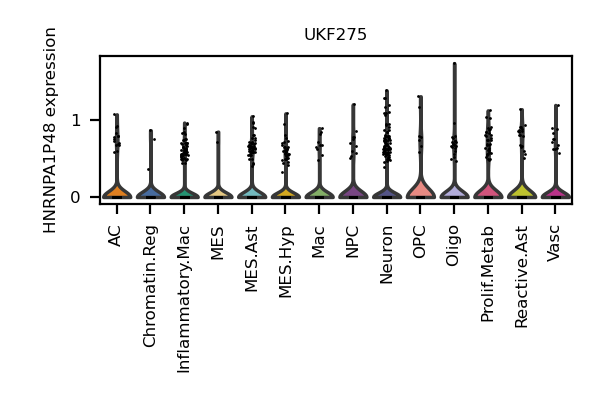 UKF275
HNRNPA1P48 expression
1
0
AC
Chromatin.Reg
Inflammatory.Mac
MES
MES.Ast
MES.Hyp
Mac
NPC
Neuron
OPC
Oligo
Prolif.Metab
Reactive.Ast
Vasc